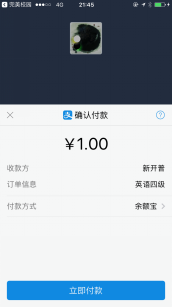 完美校园 4G 21:45
确认付款
¥1.00
收款方 新开普
订单信息 英语四级
付款方式 余额宝
立即付款